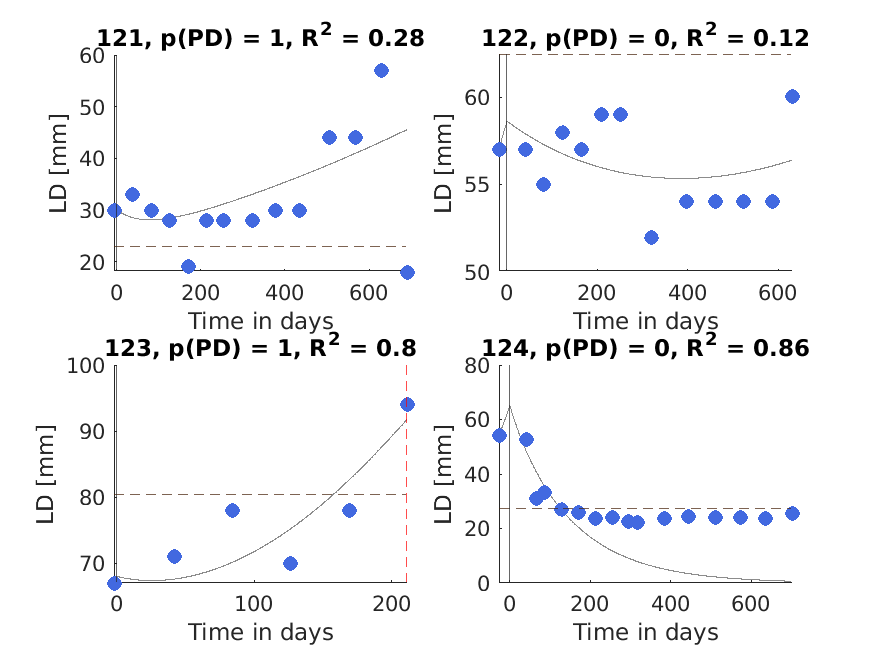 121, p(PD) = 1, R² = 0.28
60
50
40
30
20
LD [mm]
0 200 400 600
Time in days
122, p(PD) = 0, R² = 0.12
60
55
50
LD [mm]
0 200 400 600
Time in days
123, p(PD) = 1, R² = 0.8
100
90
80
70
LD [mm]
0 100 200
Time in days
124, p(PD) = 0, R² = 0.86
80
60
40
20
0
LD [mm]
0 200 400 600
Time in days